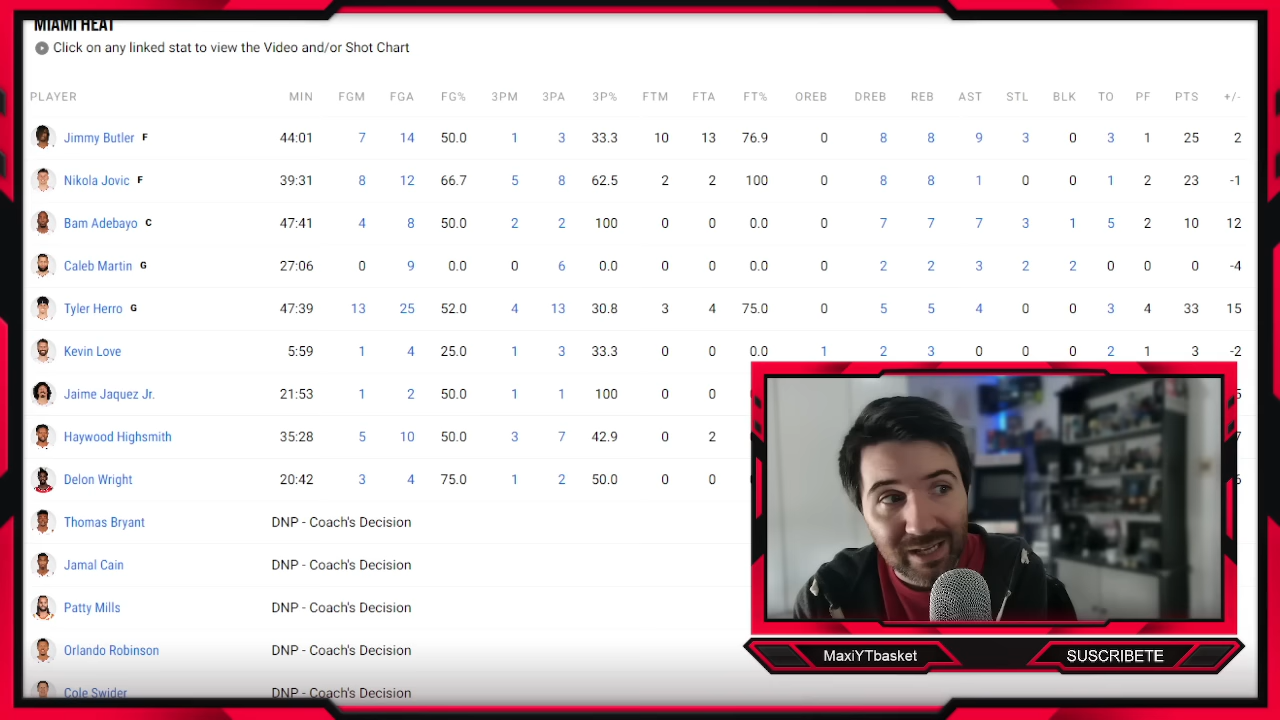 MIAMI HEAT
Click on any linked stat to view the Video and/or Shot Chart
PLAYER MIN FGM FGA FG% 3PM 3PA 3P% FTM FTA FT% OREB DREB REB AST STL BLK TO PF PTS +/-
Jimmy Butler F 44:01 7 14 50.0 1 3 33.3 10 13 76.9 0 8 8 9 3 0 3 1 25 2
Nikola Jovic F 39:31 8 12 66.7 5 8 62.5 2 2 100 0 8 8 1 0 0 1 2 23 -1
Bam Adebayo C 47:41 4 8 50.0 2 2 100 0 0 0.0 0 7 7 7 3 1 5 2 10 12
Caleb Martin G 27:06 0 9 0.0 0 6 0.0 0 0 0.0 0 2 2 3 2 2 0 0 0 -4
Tyler Herro G 47:39 13 25 52.0 4 13 30.8 3 4 75.0 0 5 5 4 0 0 3 4 33 15
Kevin Love 5:59 1 4 25.0 1 3 33.3 0 0 0.0 1 2 3 0 0 0 2 1 3 -2
Jaime Jaquez Jr. 21:53 1 2 50.0 1 1 100 0 0
Haywood Highsmith 35:28 5 10 50.0 3 7 42.9 0 2
Delon Wright 20:42 3 4 75.0 1 2 50.0 0 0
Thomas Bryant DNP - Coach's Decision
Jamal Cain DNP - Coach's Decision
Patty Mills DNP - Coach's Decision
Orlando Robinson DNP - Coach's Decision
Cole Swider DNP - Coach's Decision
MaxiYTbasket
SUSCRIBETE